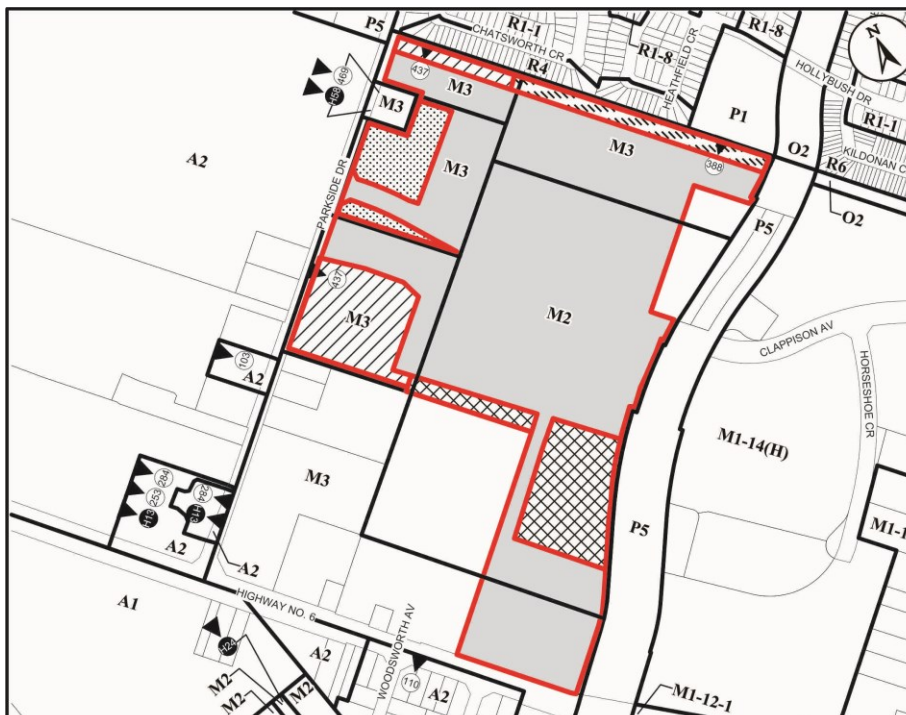 P5
R1-1
R1-8
CHATSWORTH CR
R4
R1-8
HEATHFIELD CR
HOLLYBUSH DR
R1-1
N
437
469
H58
M3
M3
M3
P1
O2
KILDONAN C
R6
388
O2
A2
PARKSIDE DR
M3
P5
437
M3
M2
CLAPPISON AV
HORSESHOE CR
103
A2
M1-14(H)
M3
284
253
H13
284
H13
A2
A2
P5
M1-1
A1
HIGHWAY NO. 6
H24
A2
WOODSWORTH AV
110
A2
M2
M2
M2
M1-12-1